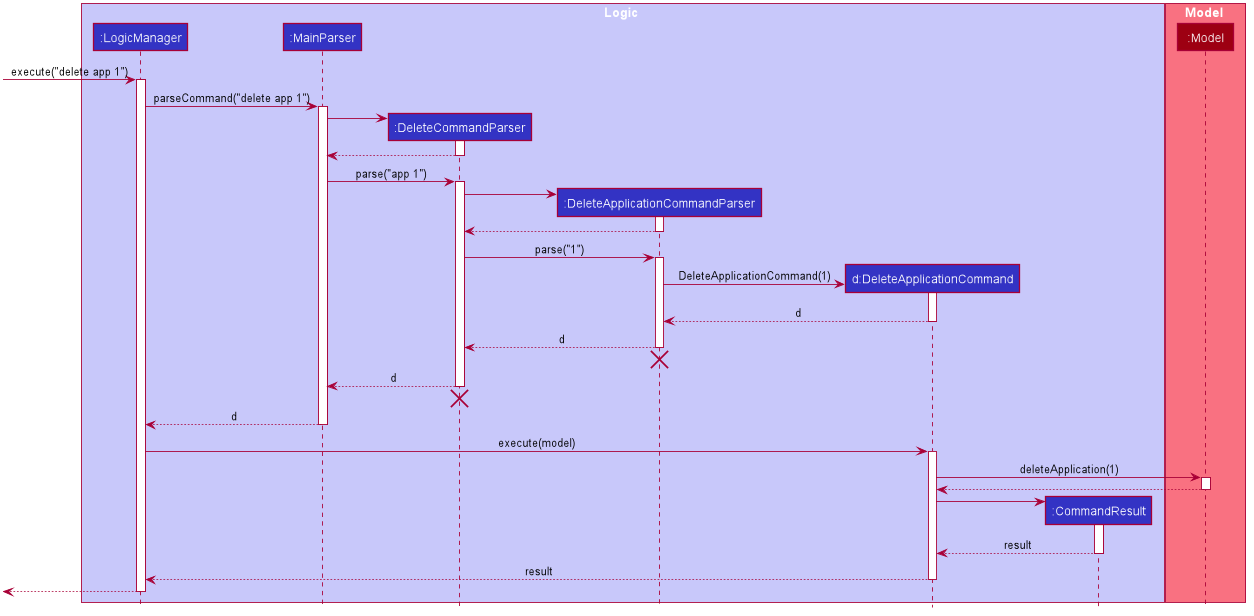 Logic
Model
:LogicManager
:MainParser
:Model
execute("delete app 1")
parseCommand("delete app 1")
:DeleteCommandParser
parse("app 1")
:DeleteApplicationCommandParser
parse("1")
DeleteApplicationCommand(1)
d:DeleteApplicationCommand
d
d
d
d
execute(model)
deleteApplication(1)
:CommandResult
result
result